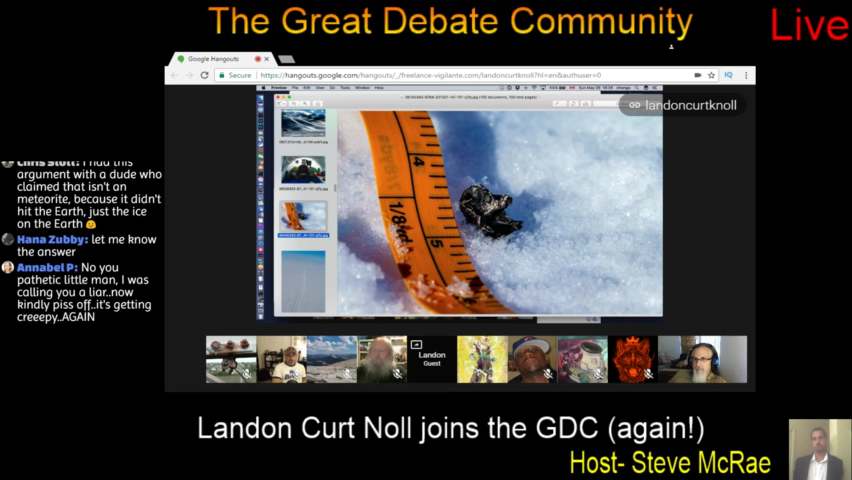 The Great Debate Community
Live
Google Hangouts
Secure
https://hangouts.google.com/hangouts/_/freelance-vigilante.com/landoncurtknoll?hl=en&authuser=0
landoncurtknoll
Chris Stott: I had this
argument with a dude who
claimed that isn't an
meteorite, because it didn't
hit the Earth, just the ice
on the Earth
Hana Zubby: let me know
the answer
Annabel P: No you
pathetic little man, I was
calling you a liar..now
kindly piss off..it's getting
creeepy..AGAIN
4
1/8yd
5
Landon
Guest
Landon Curt Noll joins the GDC (again!)
Host- Steve McRae